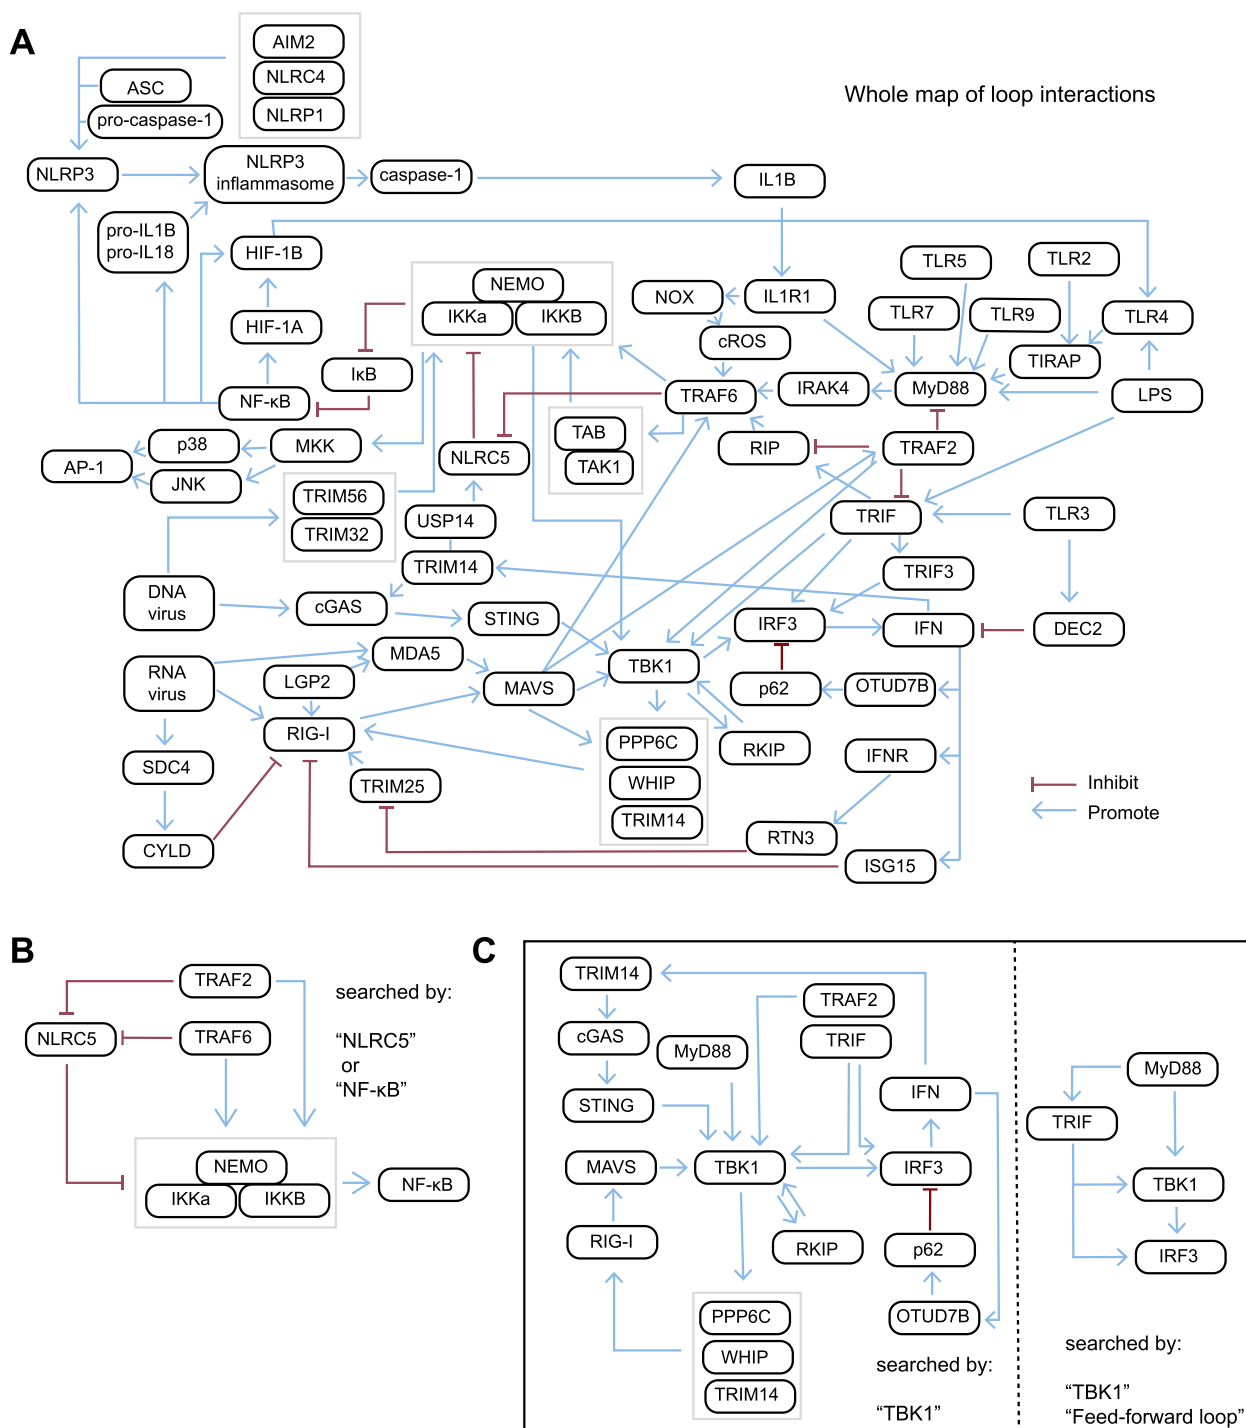 A
AIM2
NLRC4
NLRP1
ASC
pro-caspase-1
Whole map of loop interactions
NLRP3
NLRP3
inflammasome
caspase-1
IL1B
pro-IL1B
pro-IL18
HIF-1B
HIF-1A
NF-κB
NEMO
IKKa
IKKB
IκB
NOX
IL1R1
cROS
TLR5
TLR2
TLR7
TLR9
TLR4
TIRAP
TRAF6
IRAK4
MyD88
LPS
p38
MKK
AP-1
JNK
NLRC5
TAB
TAK1
RIP
TRAF2
TRIM56
TRIM32
USP14
TRIF
TLR3
TRIM14
TRIF3
DNA
virus
cGAS
STING
IRF3
IFN
DEC2
RNA
virus
MDA5
LGP2
MAVS
TBK1
p62
OTUD7B
RIG-I
PPP6C
WHIP
TRIM14
RKIP
IFNR
SDC4
TRIM25
Inhibit
Promote
CYLD
RTN3
ISG15
B
TRAF2
NLRC5
TRAF6
searched by:
“NLRC5”
or
“NF-κB”
NEMO
IKKa
IKKB
NF-κB
C
TRIM14
TRAF2
cGAS
MyD88
TRIF
STING
IFN
MAVS
TBK1
IRF3
RIG-I
RKIP
p62
PPP6C
WHIP
TRIM14
OTUD7B
searched by:
“TBK1”
MyD88
TRIF
TBK1
IRF3
searched by:
“TBK1”
“Feed-forward loop”